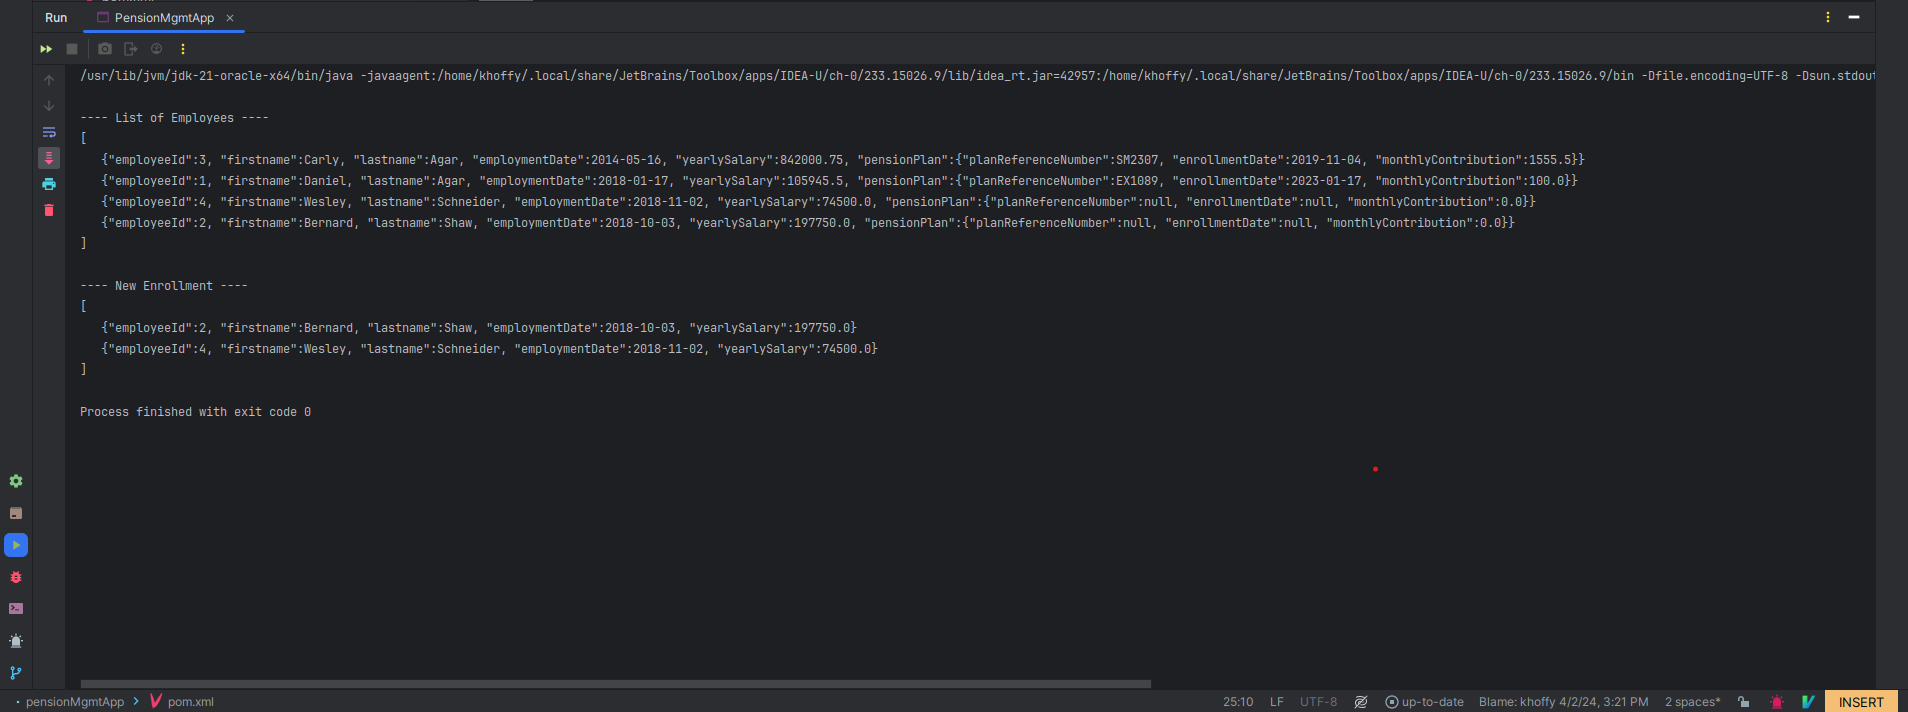 Run PensionMgmtApp
/usr/lib/jvm/jdk-21-oracle-x64/bin/java -javaagent:/home/khoffy/.local/share/JetBrains/Toolbox/apps/IDEA-U/ch-0/233.15026.9/lib/idea_rt.jar=42957:/home/khoffy/.local/share/JetBrains/Toolbox/apps/IDEA-U/ch-0/233.15026.9/bin -Dfile.encoding=UTF-8 -Dsun.stdout
---- List of Employees ----
[
{"employeeId":3, "firstname":Carly, "lastname":Agar, "employmentDate":2014-05-16, "yearlySalary":842000.75, "pensionPlan":{"planReferenceNumber":SM2307, "enrollmentDate":2019-11-04, "monthlyContribution":1555.5}}
{"employeeId":1, "firstname":Daniel, "lastname":Agar, "employmentDate":2018-01-17, "yearlySalary":105945.5, "pensionPlan":{"planReferenceNumber":EX1089, "enrollmentDate":2023-01-17, "monthlyContribution":100.0}}
{"employeeId":4, "firstname":Wesley, "lastname":Schneider, "employmentDate":2018-11-02, "yearlySalary":74500.0, "pensionPlan":{"planReferenceNumber":null, "enrollmentDate":null, "monthlyContribution":0.0}}
{"employeeId":2, "firstname":Bernard, "lastname":Shaw, "employmentDate":2018-10-03, "yearlySalary":197750.0, "pensionPlan":{"planReferenceNumber":null, "enrollmentDate":null, "monthlyContribution":0.0}}
]
---- New Enrollment ----
[
{"employeeId":2, "firstname":Bernard, "lastname":Shaw, "employmentDate":2018-10-03, "yearlySalary":197750.0}
{"employeeId":4, "firstname":Wesley, "lastname":Schneider, "employmentDate":2018-11-02, "yearlySalary":74500.0}
]
Process finished with exit code 0
pensionMgmtApp > pom.xml 25:10 LF UTF-8 up-to-date Blame: khoffy 4/2/24, 3:21 PM 2 spaces* INSERT